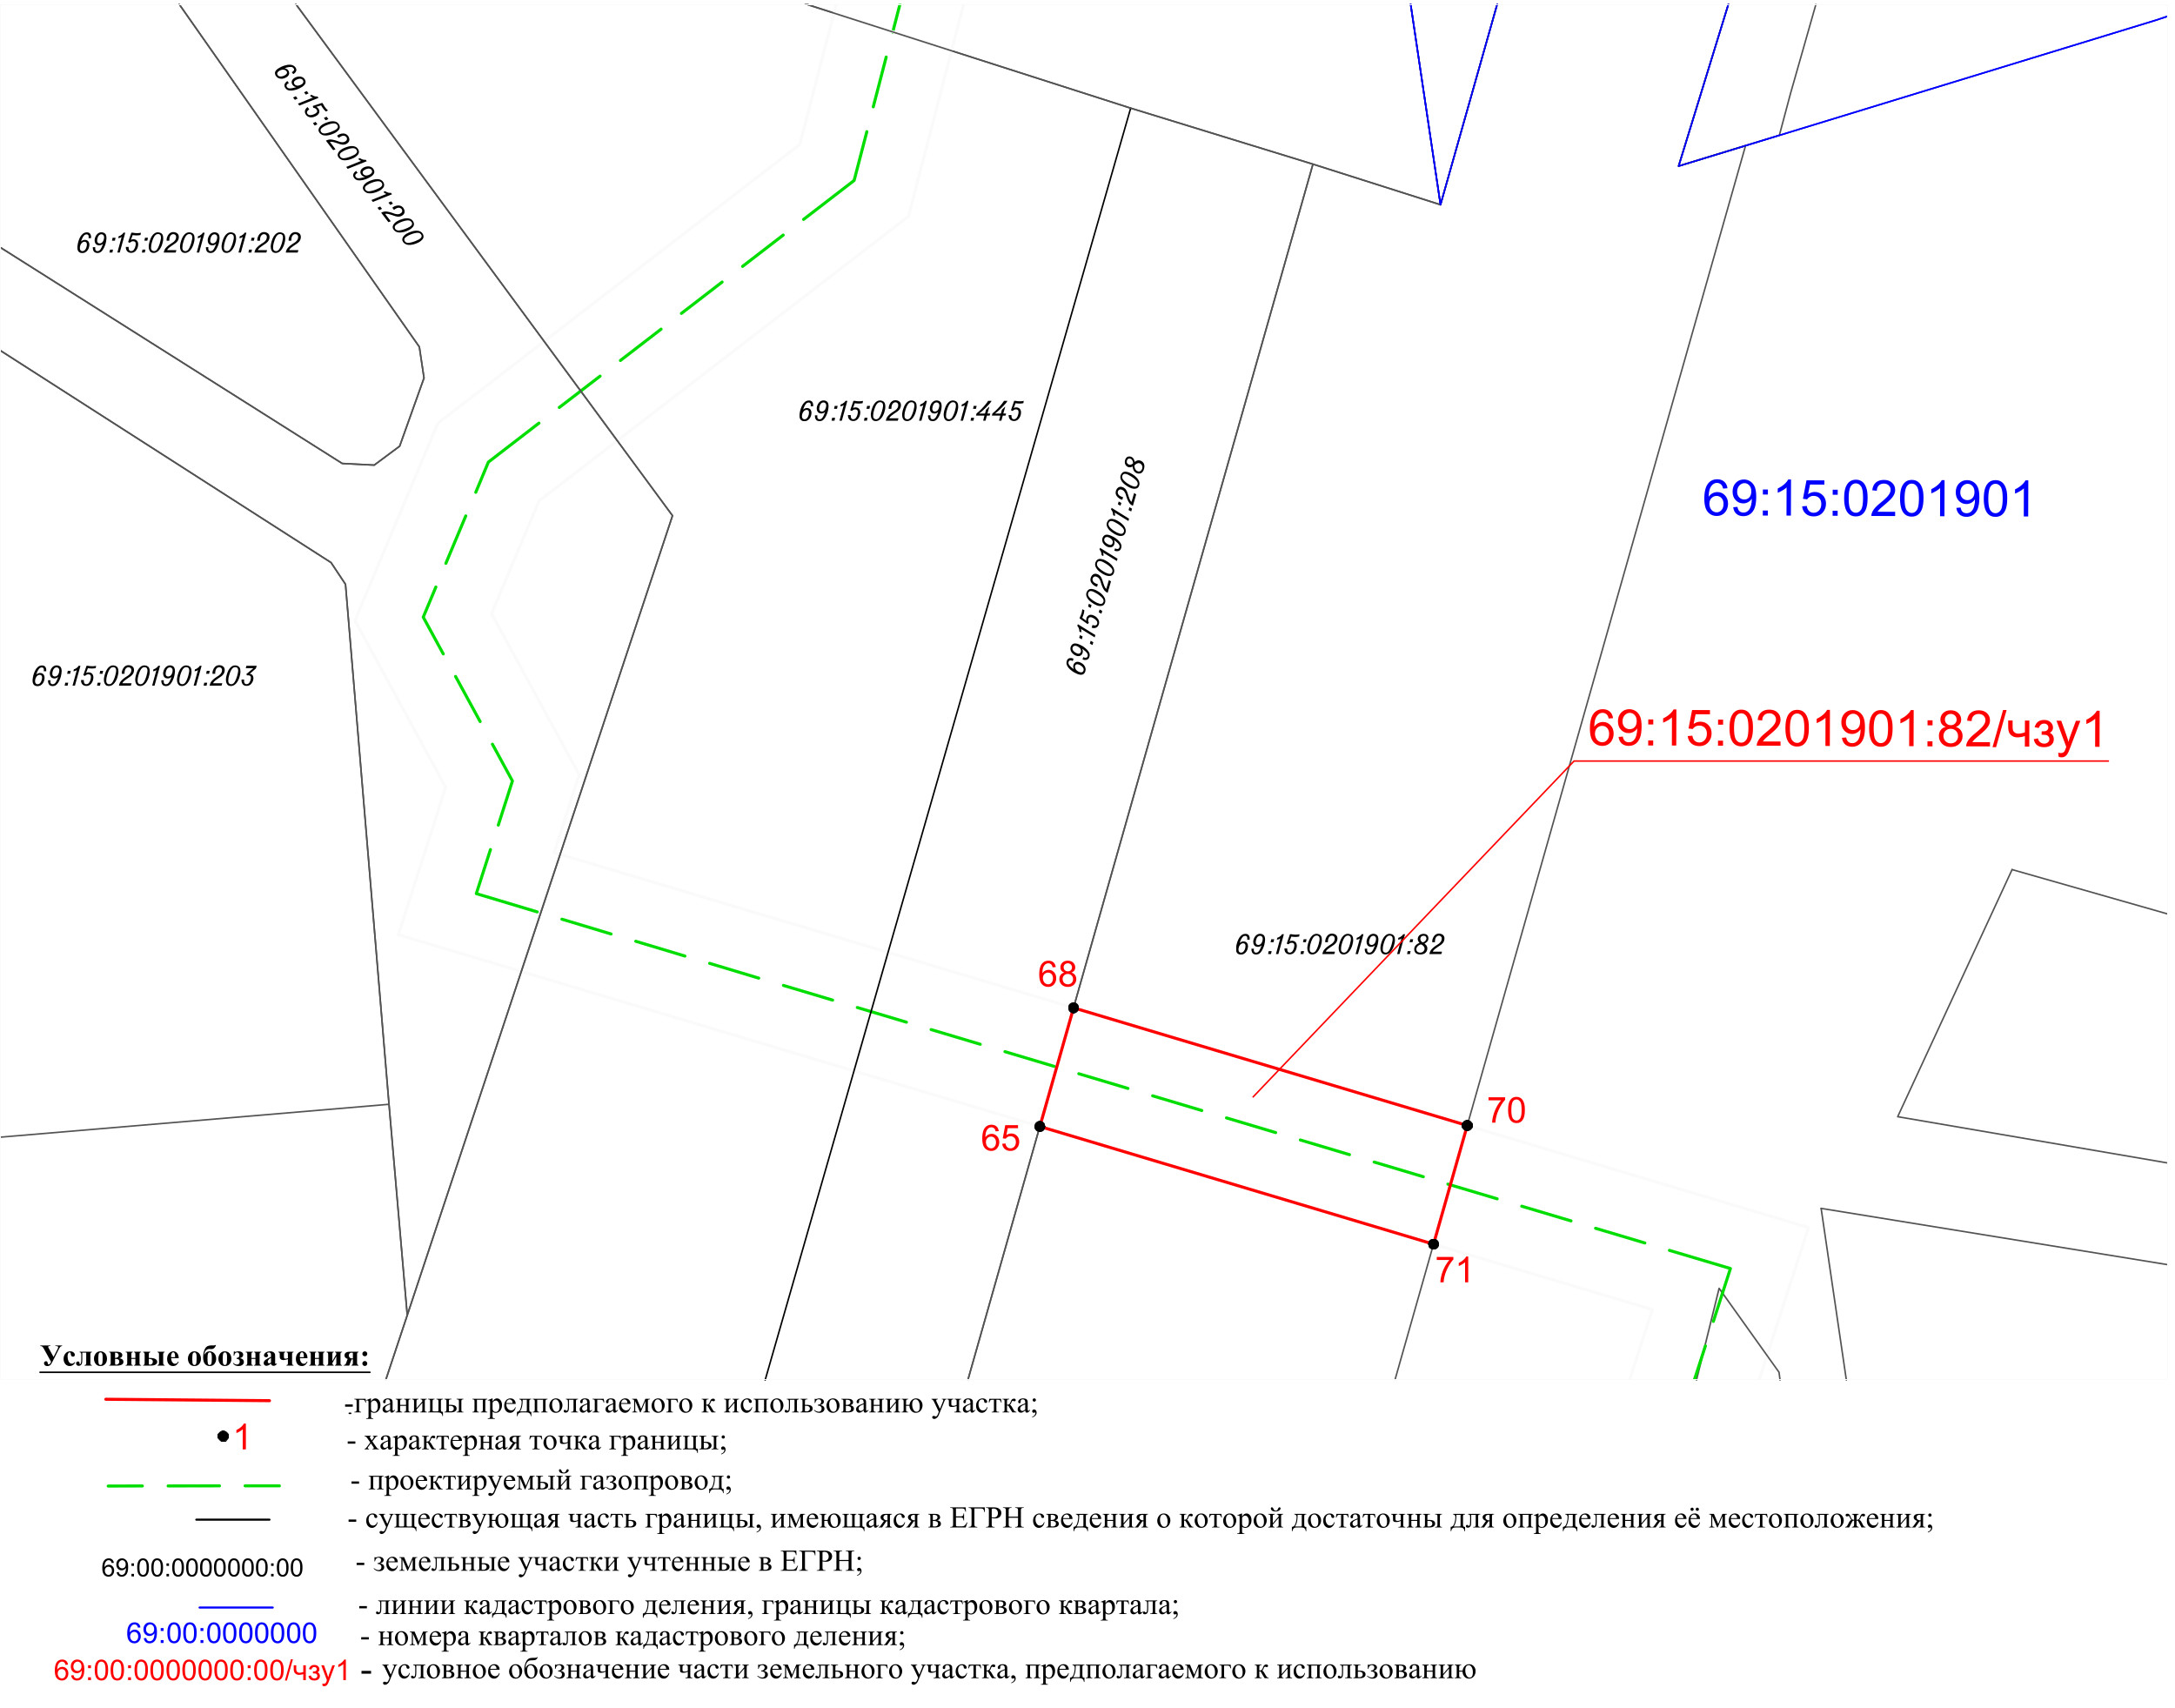 69:15:0201901:200
69:15:0201901:202
69:15:0201901:445
69:15:0201901:208
69:15:0201901
69:15:0201901:203
69:15:0201901:82/чзу1
69:15:0201901:82
68
70
65
71
Условные обозначения:
-границы предполагаемого к использованию участка;
1 - характерная точка границы;
- проектируемый газопровод;
- существующая часть границы, имеющаяся в ЕГРН сведения о которой достаточны для определения её местоположения;
69:00:0000000:00 - земельные участки учтенные в ЕГРН;
- линии кадастрового деления, границы кадастрового квартала;
69:00:0000000 - номера кварталов кадастрового деления;
69:00:0000000:00/чзу1 - условное обозначение части земельного участка, предполагаемого к использованию